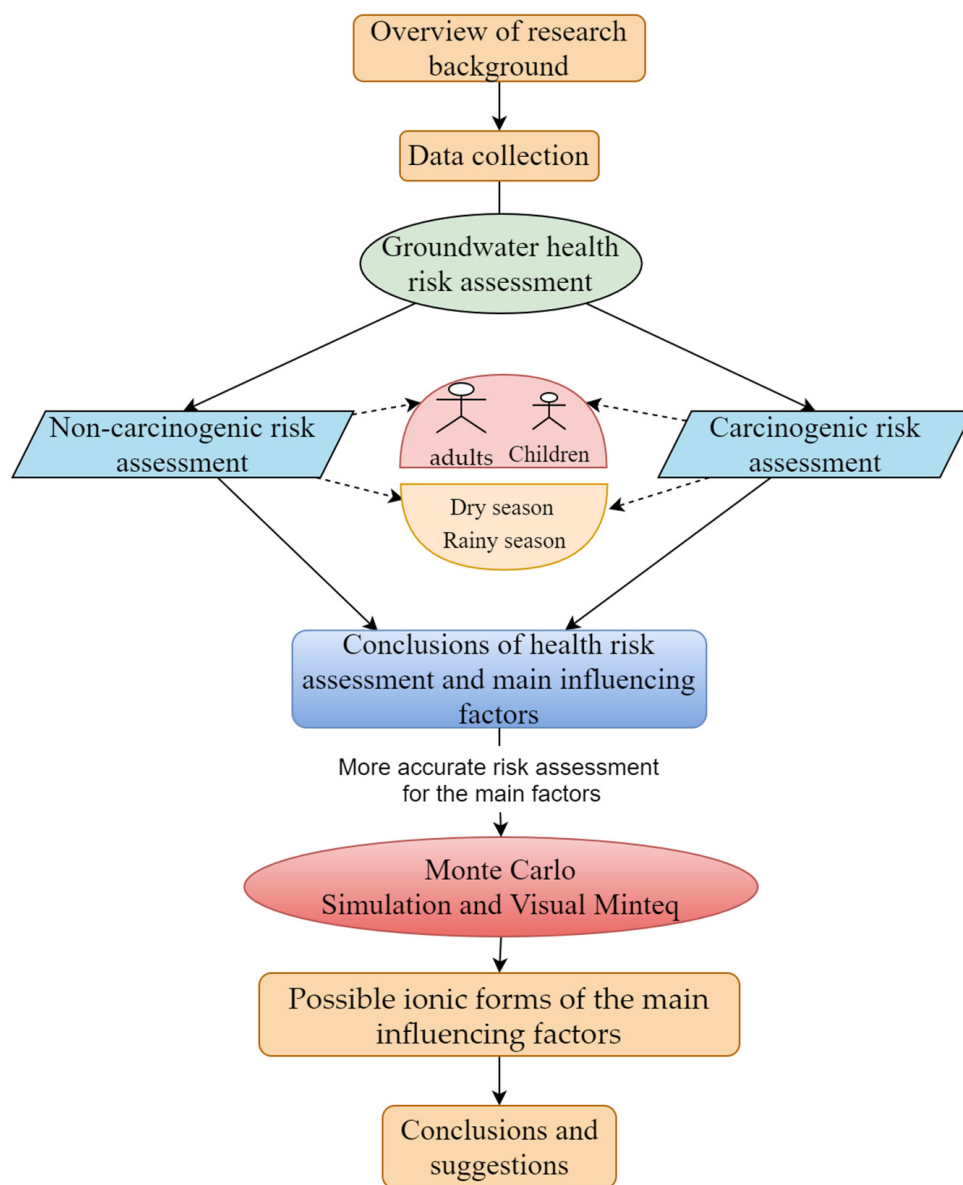 Overview of research
background
Data collection
Groundwater health
risk assessment
Non-carcinogenic risk
assessment
adults
Children
Carcinogenic risk
assessment
Dry season
Rainy season
Conclusions of health risk
assessment and main influencing
factors
More accurate risk assessment
for the main factors
Monte Carlo
Simulation and Visual Minteq
Possible ionic forms of the main
influencing factors
Conclusions and
suggestions